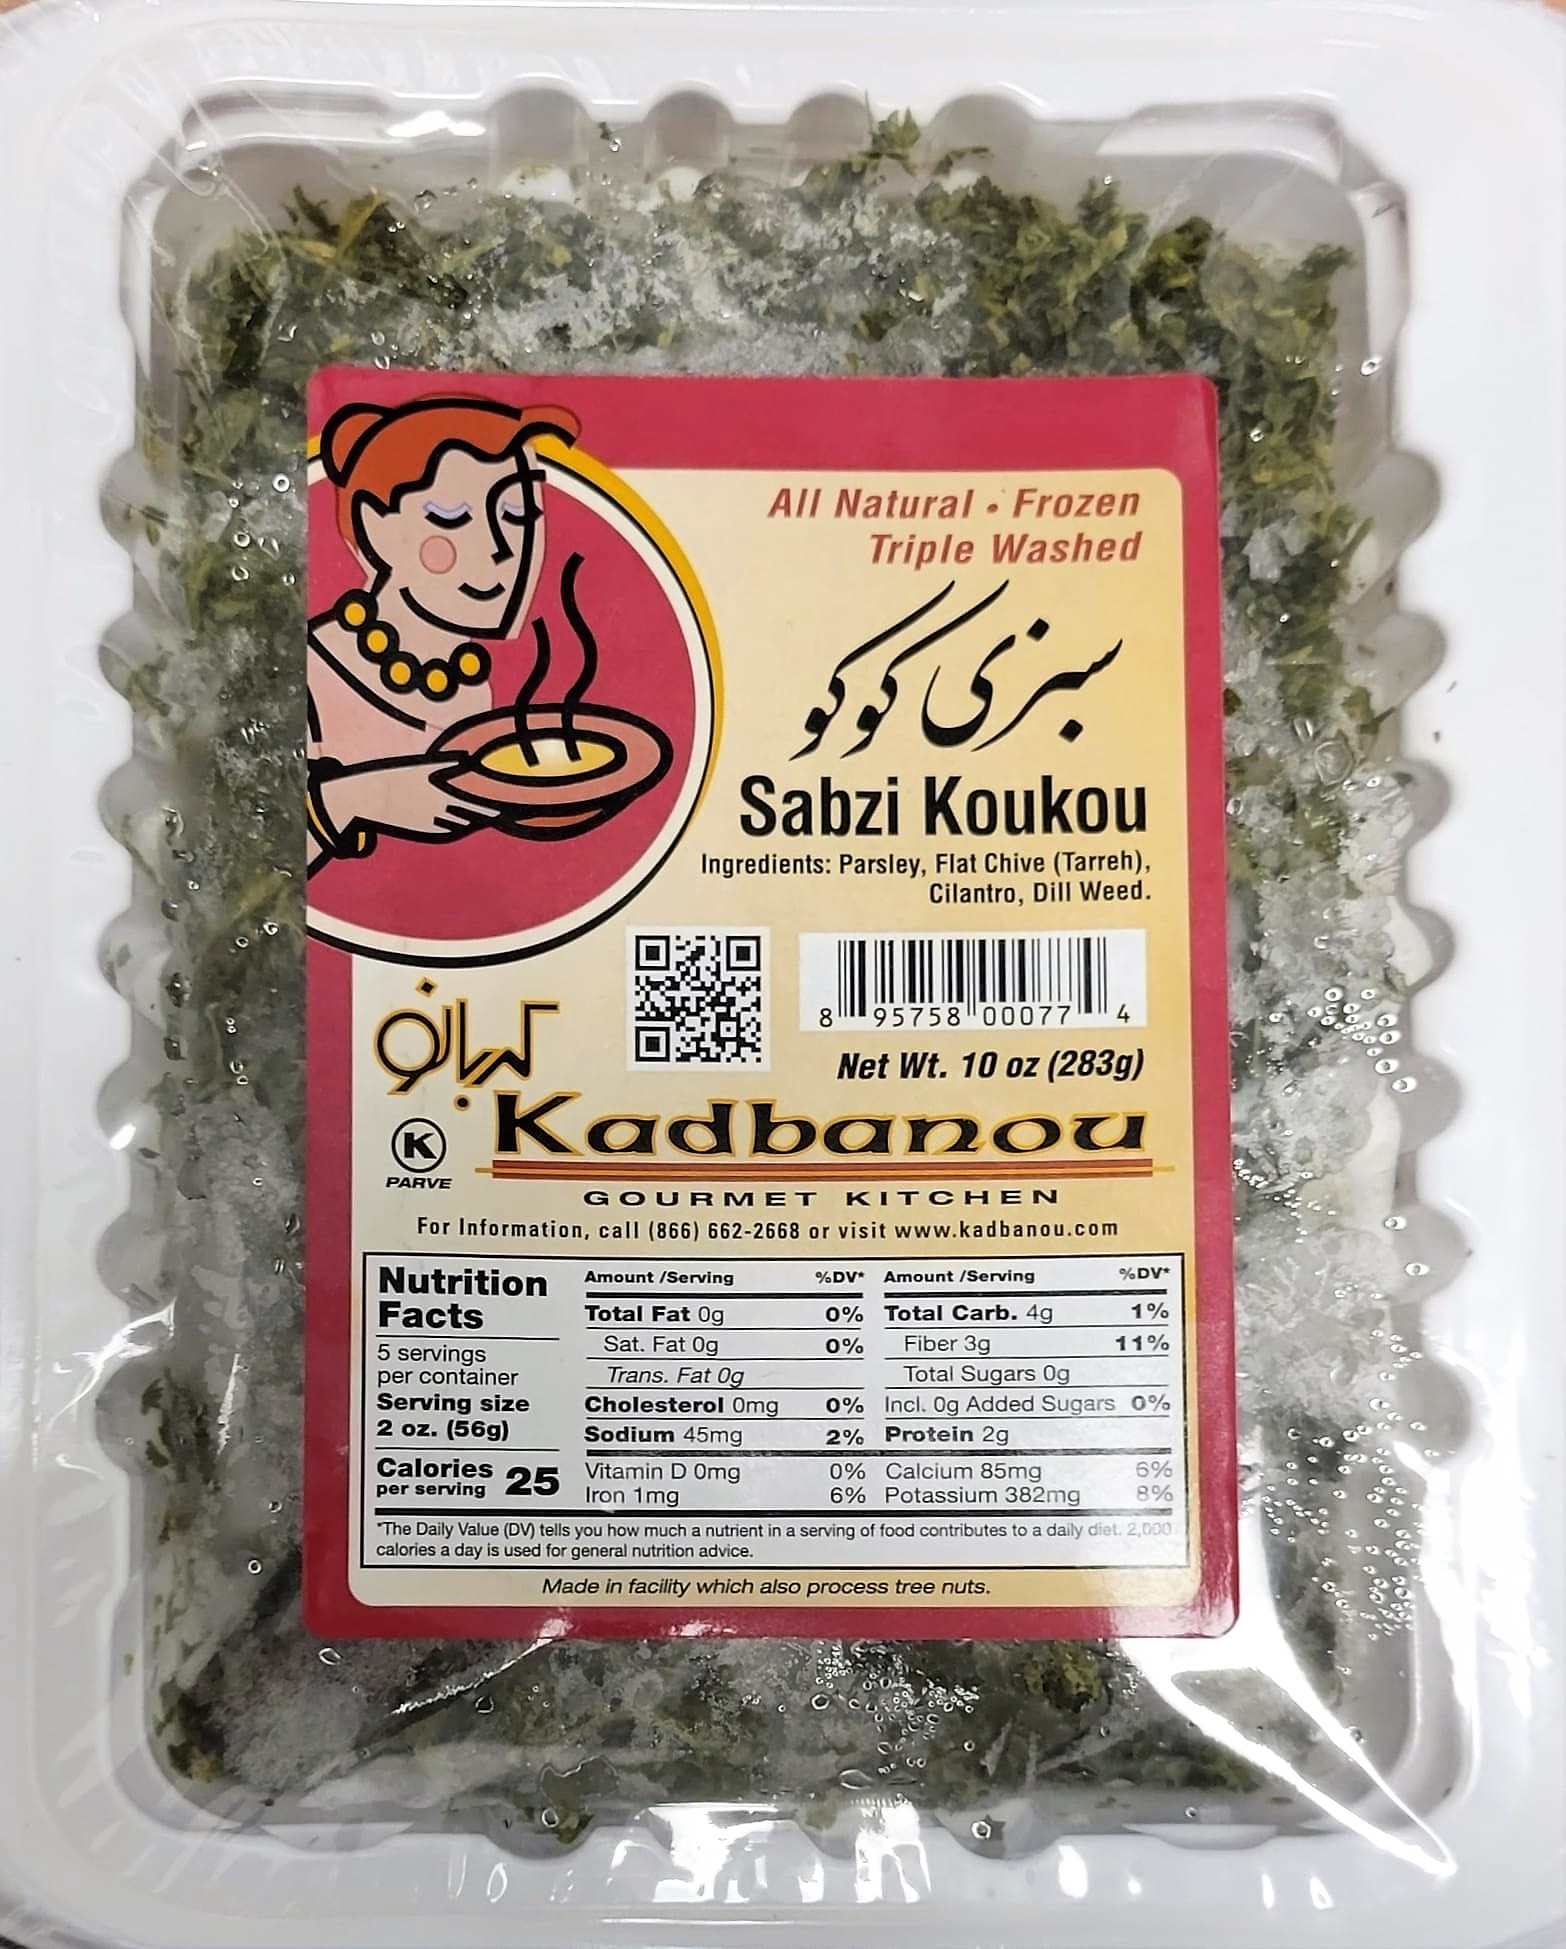 All Natural • Frozen
Triple Washed
سبزی کوکو
Sabzi Koukou
Ingredients: Parsley, Flat Chive (Tarreh),
Cilantro, Dill Weed.
8 95758 00077 4
Net Wt. 10 oz (283g)
کدبانو
Kadbanou
K
PARVE
GOURMET KITCHEN
For Information, call (866) 662-2668 or visit www.kadbanou.com
Nutrition
Facts
5 servings
per container
Serving size
2 oz. (56g)
Calories
per serving 25
Amount /Serving %DV* Amount /Serving %DV*
Total Fat 0g 0% Total Carb. 4g 1%
Sat. Fat 0g 0% Fiber 3g 11%
Trans. Fat 0g Total Sugars 0g
Cholesterol 0mg 0% Incl. 0g Added Sugars 0%
Sodium 45mg 2% Protein 2g
Vitamin D 0mg 0% Calcium 85mg 6%
Iron 1mg 6% Potassium 382mg 8%
*The Daily Value (DV) tells you how much a nutrient in a serving of food contributes to a daily diet. 2,000
calories a day is used for general nutrition advice.
Made in facility which also process tree nuts.